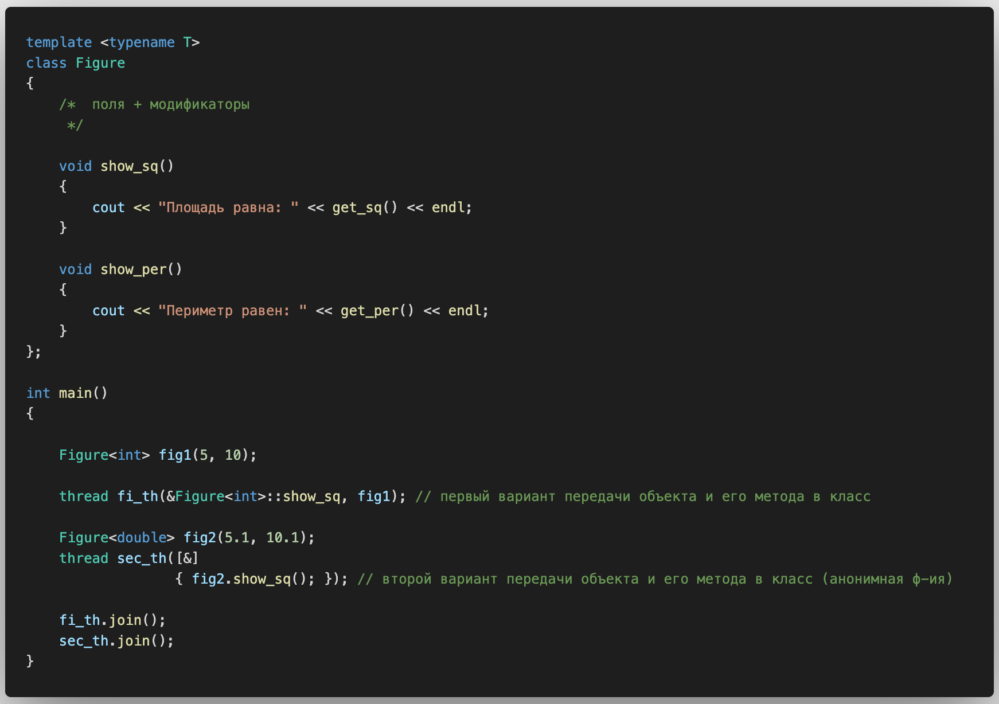 template <typename T>
class Figure
{
    /*  поля + модификаторы
     */

    void show_sq()
    {
        cout << "Площадь равна: " << get_sq() << endl;
    }

    void show_per()
    {
        cout << "Периметр равен: " << get_per() << endl;
    }
};

int main()
{

    Figure<int> fig1(5, 10);

    thread fi_th(&Figure<int>::show_sq, fig1); // первый вариант передачи объекта и его метода в класс

    Figure<double> fig2(5.1, 10.1);
    thread sec_th([&]
                  { fig2.show_sq(); }); // второй вариант передачи объекта и его метода в класс (анонимная ф-ия)

    fi_th.join();
    sec_th.join();
}